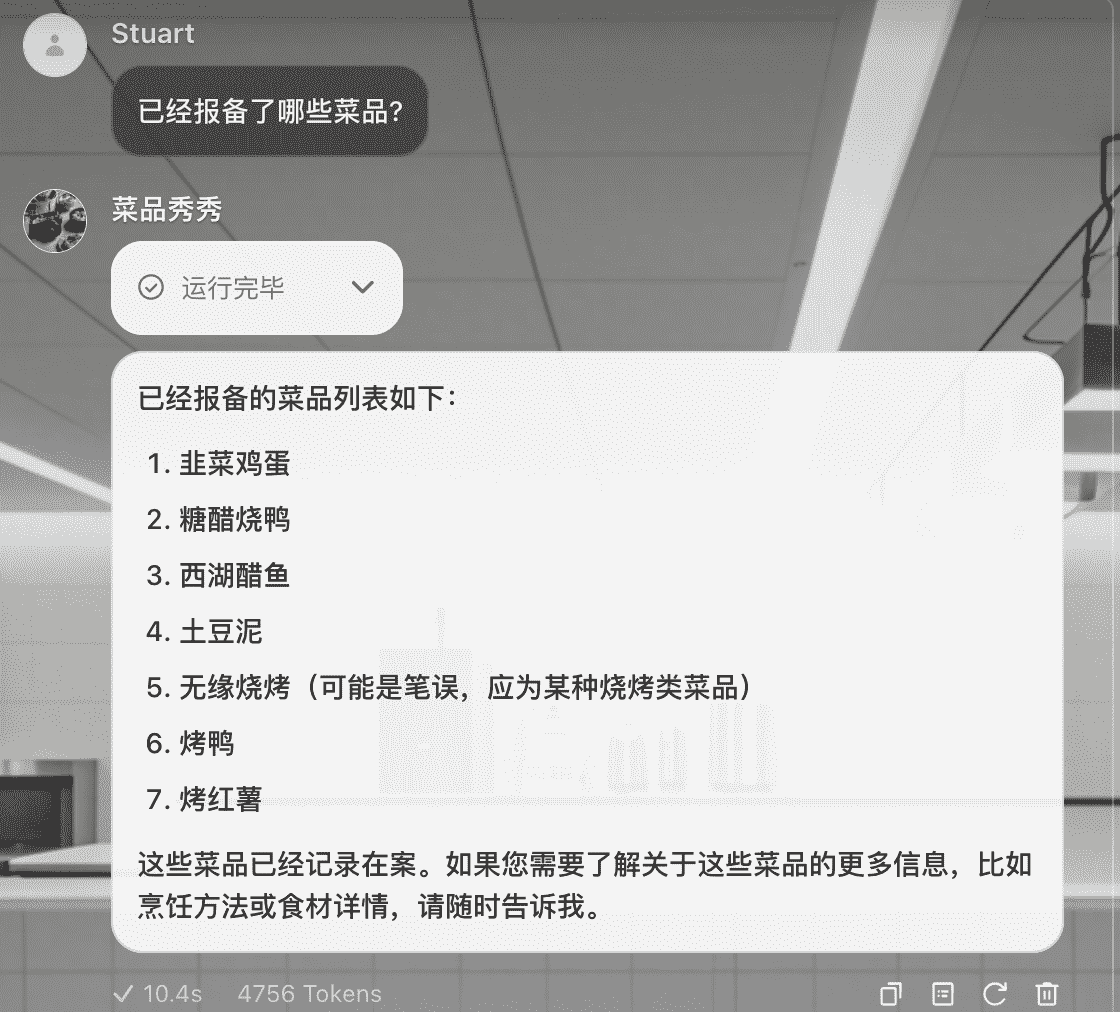 Stuart
已经报备了哪些菜品?
菜品秀秀
运行完毕
已经报备的菜品列表如下：
1. 韭菜鸡蛋
2. 糖醋烧鸭
3. 西湖醋鱼
4. 土豆泥
5. 无缘烧烤（可能是笔误，应为某种烧烤类菜品）
6. 烤鸭
7. 烤红薯
这些菜品已经记录在案。如果您需要了解关于这些菜品的更多信息，比如
烹饪方法或食材详情，请随时告诉我。
10.4s 4756 Tokens